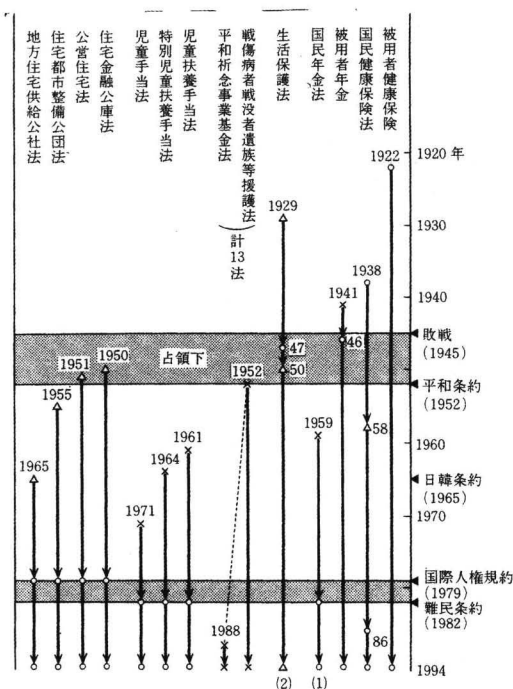 地方住宅供給公社法
住宅都市整備公団法
公営住宅法
住宅金融公庫法
児童手当法
特別児童扶養手当法
児童扶養手当法
平和祈念事業基金法
戦傷病者戦没者遺族等援護法
(計13法)
生活保護法
国民年金法
被用者年金
国民健康保険法
被用者健康保険
1920年
1922
1929
1930
1938
1940
1941
敗戦
(1945)
46
47
占領下
50
1950
1951
1952
平和条約
(1952)
1955
58
1959
1960
1961
1964
1965
日韓条約
(1965)
1970
1971
国際人権規約
(1979)
難民条約
(1982)
86
1988
1994
(2)
(1)